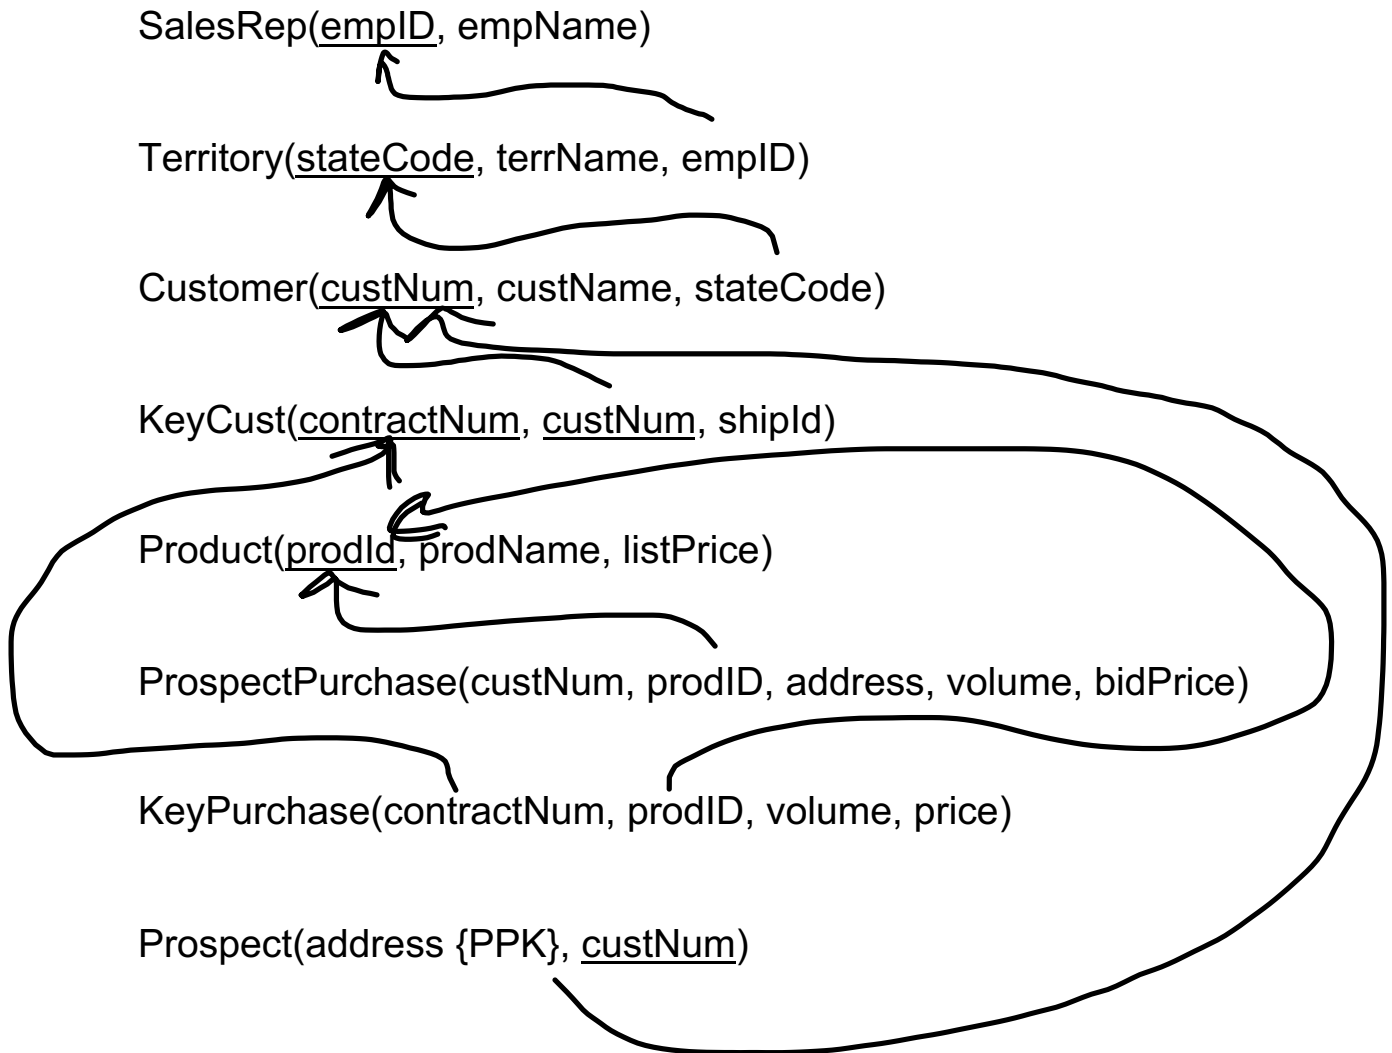 SalesRep(empID, empName)
Territory(stateCode, terrName, empID)
Customer(custNum, custName, stateCode)
KeyCust(contractNum, custNum, shipId)
Product(prodId, prodName, listPrice)
ProspectPurchase(custNum, prodID, address, volume, bidPrice)
KeyPurchase(contractNum, prodID, volume, price)
Prospect(address {PPK}, custNum)